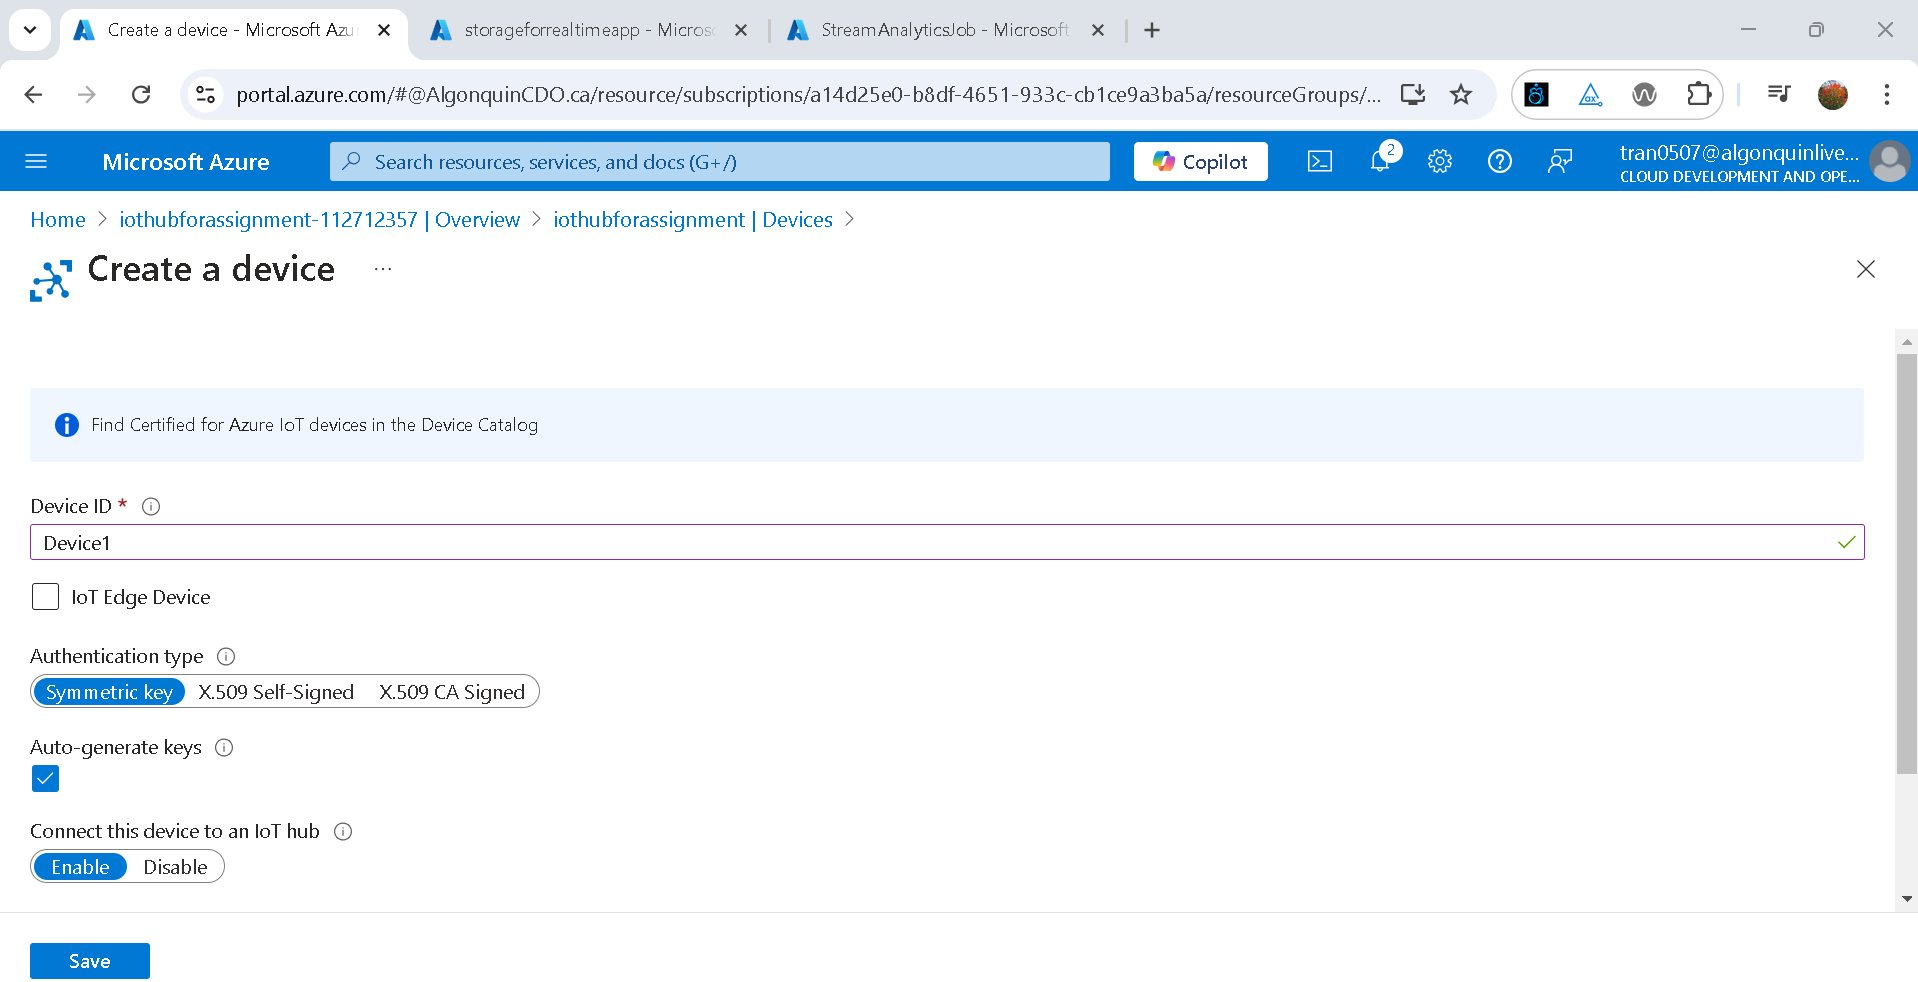 Create a device - Microsoft Azu
storageforrealtimeapp - Micros
StreamAnalyticsJob - Microsoft
portal.azure.com/#@AlgonquinCDO.ca/resource/subscriptions/a14d25e0-b8df-4651-933c-cb1ce9a3ba5a/resourceGroups/...
Microsoft Azure
Search resources, services, and docs (G+/)
Copilot
2
tran0507@algonquinlive...
CLOUD DEVELOPMENT AND OPE...
Home > iothubforassignment-112712357 | Overview > iothubforassignment | Devices >
Create a device ...
Find Certified for Azure IoT devices in the Device Catalog
Device ID *
Device1
IoT Edge Device
Authentication type
Symmetric key X.509 Self-Signed X.509 CA Signed
Auto-generate keys
Connect this device to an IoT hub
Enable Disable
Save